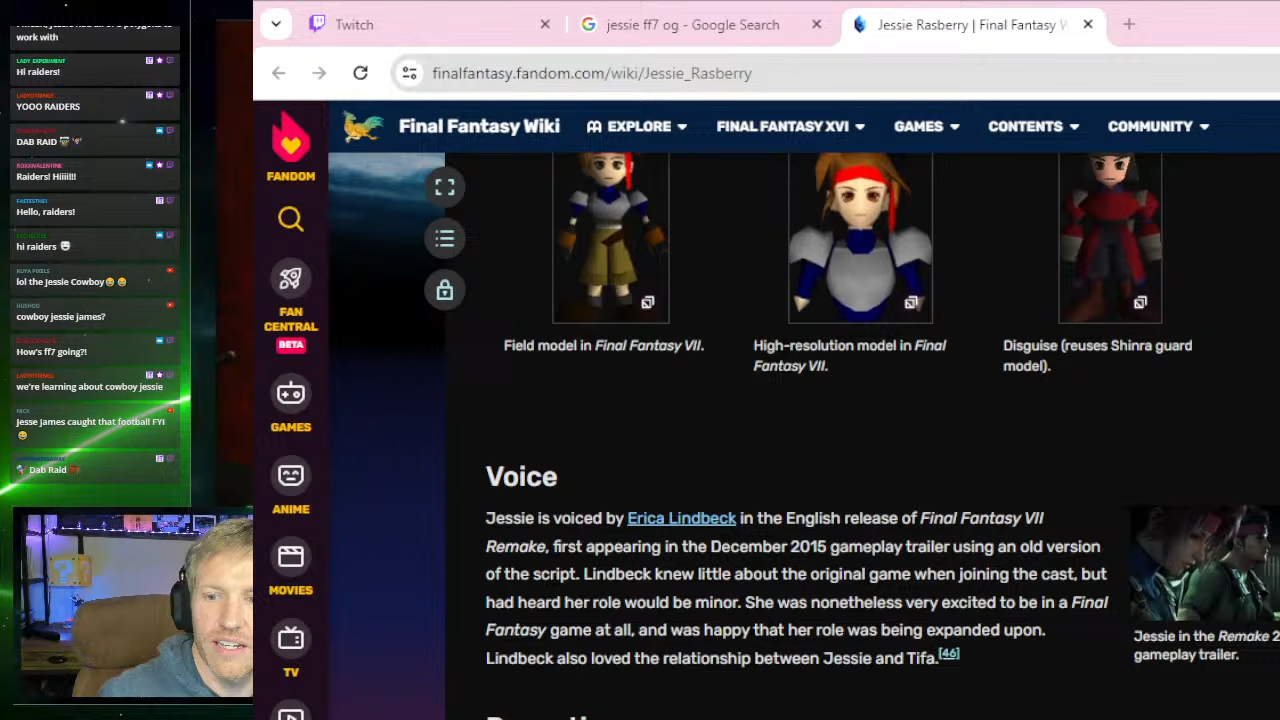 work with
LADY EXPERIMENT
Hi raiders!
YOOO RAIDERS
DAB RAID
ROXXIVALENTINE
Raiders! Hiiii!!!
Hello, raiders!
hi raiders
KUYA PIXELS
lol the Jessie Cowboy
HUSHOO
cowboy jessie james?
How's ff7 going?!
we're learning about cowboy jessie
NICK
Jesse James caught that football FYI
Dab Raid
Twitch
jessie ff7 og - Google Search
Jessie Rasberry | Final Fantasy
finalfantasy.fandom.com/wiki/Jessie_Rasberry
FANDOM
FAN
CENTRAL
BETA
GAMES
ANIME
MOVIES
TV
Final Fantasy Wiki
EXPLORE
FINAL FANTASY XVI
GAMES
CONTENTS
COMMUNITY
Field model in Final Fantasy VII.
High-resolution model in Final
Fantasy VII.
Disguise (reuses Shinra guard
model).
Voice
Jessie is voiced by Erica Lindbeck in the English release of Final Fantasy VII
Remake, first appearing in the December 2015 gameplay trailer using an old version
of the script. Lindbeck knew little about the original game when joining the cast, but
had heard her role would be minor. She was nonetheless very excited to be in a Final
Fantasy game at all, and was happy that her role was being expanded upon.
Lindbeck also loved the relationship between Jessie and Tifa.[46]
Jessie in the Remake 2
gameplay trailer.